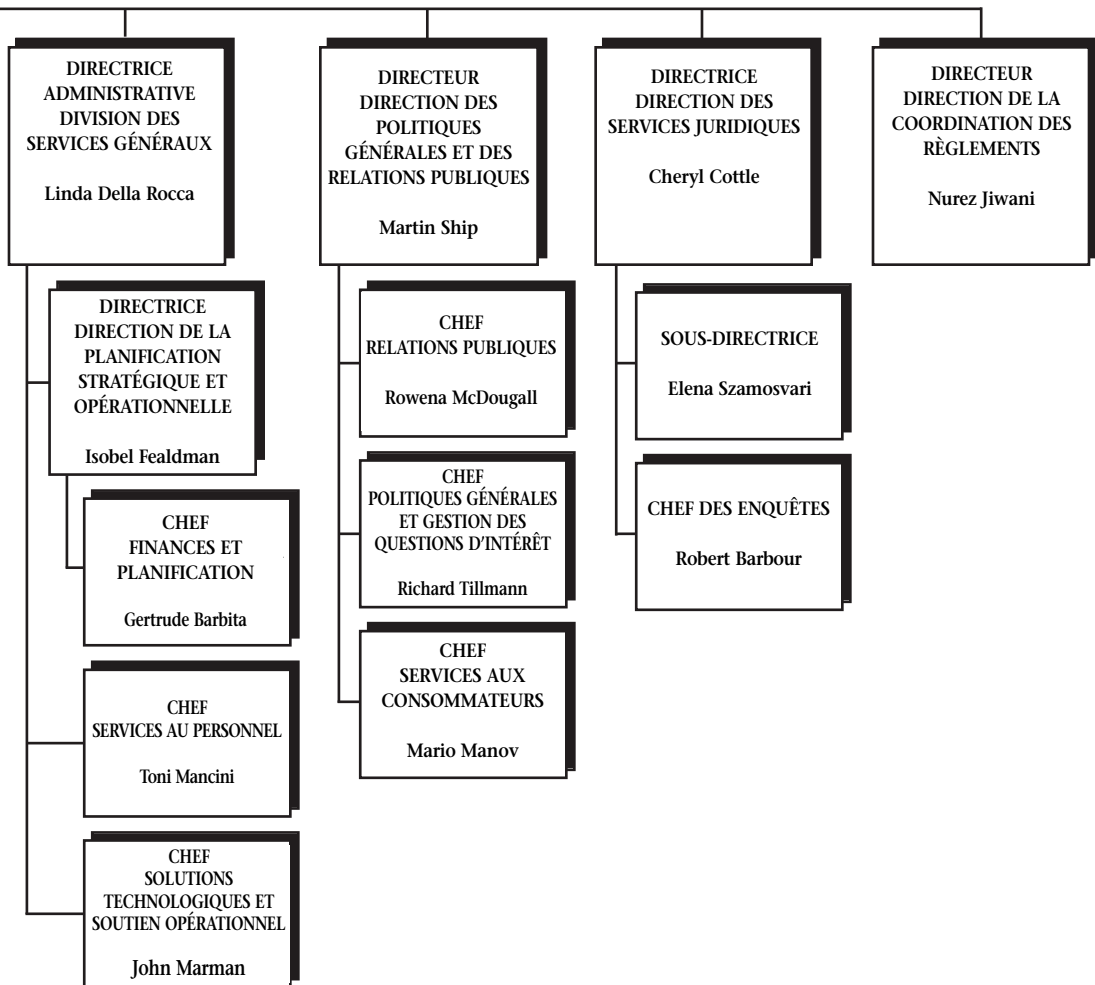 DIRECTRICE
ADMINISTRATIVE
DIVISION DES
SERVICES GÉNÉRAUX
Linda Della Rocca
DIRECTRICE
DIRECTION DE LA
PLANIFICATION
STRATÉGIQUE ET
OPÉRATIONNELLE
Isobel Fealdman
CHEF
FINANCES ET
PLANIFICATION
Gertrude Barbita
CHEF
SERVICES AU PERSONNEL
Toni Mancini
CHEF
SOLUTIONS
TECHNOLOGIQUES ET
SOUTIEN OPÉRATIONNEL
John Marman
DIRECTEUR
DIRECTION DES
POLITIQUES
GÉNÉRALES ET DES
RELATIONS PUBLIQUES
Martin Ship
CHEF
RELATIONS PUBLIQUES
Rowena McDougall
CHEF
POLITIQUES GÉNÉRALES
ET GESTION DES
QUESTIONS D'INTÉRÊT
Richard Tillmann
CHEF
SERVICES AUX
CONSOMMATEURS
Mario Manov
DIRECTRICE
DIRECTION DES
SERVICES JURIDIQUES
Cheryl Cottle
SOUS-DIRECTRICE
Elena Szamosvari
CHEF DES ENQUÊTES
Robert Barbour
DIRECTEUR
DIRECTION DE LA
COORDINATION DES
RÈGLEMENTS
Nurez Jiwani